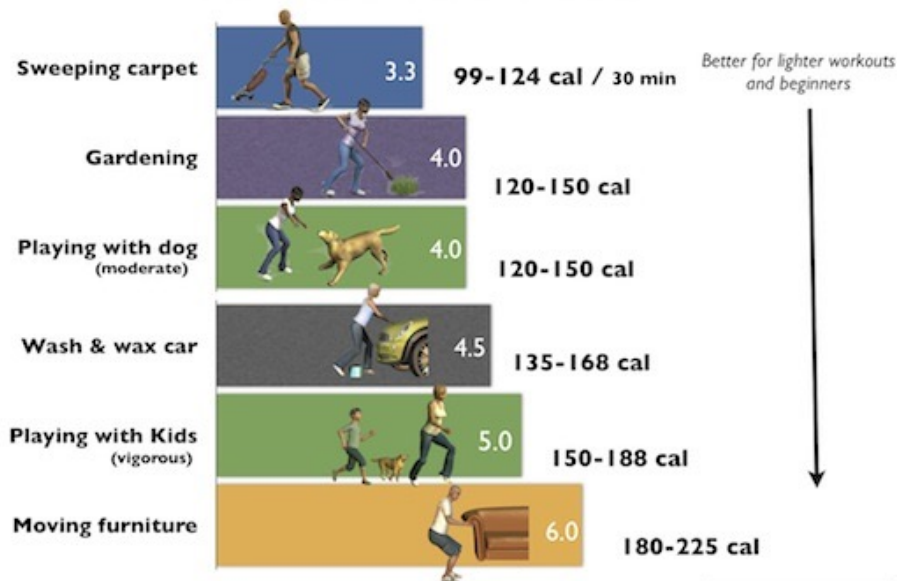 Sweeping carpet
3.3
99-124 cal / 30 min
Better for lighter workouts
and beginners
Gardening
4.0
120-150 cal
Playing with dog
(moderate)
4.0
120-150 cal
Wash & wax car
4.5
135-168 cal
Playing with Kids
(vigorous)
5.0
150-188 cal
Moving furniture
6.0
180-225 cal